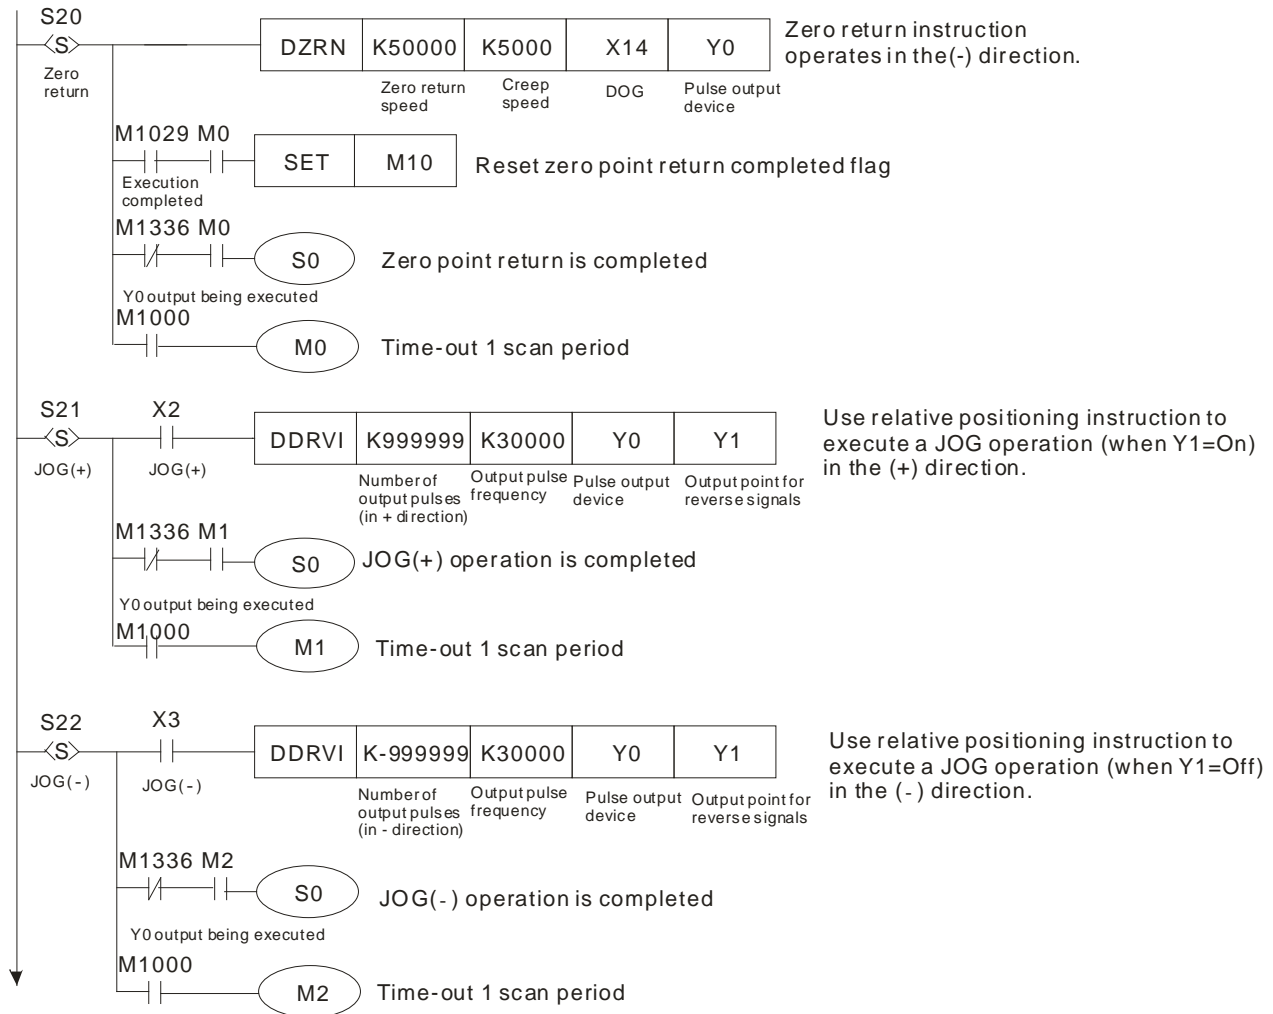 S20
S
Zero
return
DZRN K50000 K5000 X14 Y0
Zero return
speed
Creep
speed
DOG
Pulse output
device
Zero return instruction
operates in the(-) direction.
M1029 M0
Execution
completed
SET M10
Reset zero point return completed flag
M1336 M0
S0
Zero point return is completed
Y0 output being executed
M1000
M0
Time-out 1 scan period
S21
S
JOG(+)
X2
JOG(+)
DDRVI K999999 K30000 Y0 Y1
Number of
output pulses
(in + direction)
Output pulse
frequency
Pulse output
device
Output point for
reverse signals
Use relative positioning instruction to
execute a JOG operation (when Y1=On)
in the (+) direction.
M1336 M1
S0
JOG(+) operation is completed
Y0 output being executed
M1000
M1
Time-out 1 scan period
S22
S
JOG(-)
X3
JOG(-)
DDRVI K-999999 K30000 Y0 Y1
Number of
output pulses
(in - direction)
Output pulse
frequency
Pulse output
device
Output point for
reverse signals
Use relative positioning instruction to
execute a JOG operation (when Y1=Off)
in the (-) direction.
M1336 M2
S0
JOG(-) operation is completed
Y0 output being executed
M1000
M2
Time-out 1 scan period